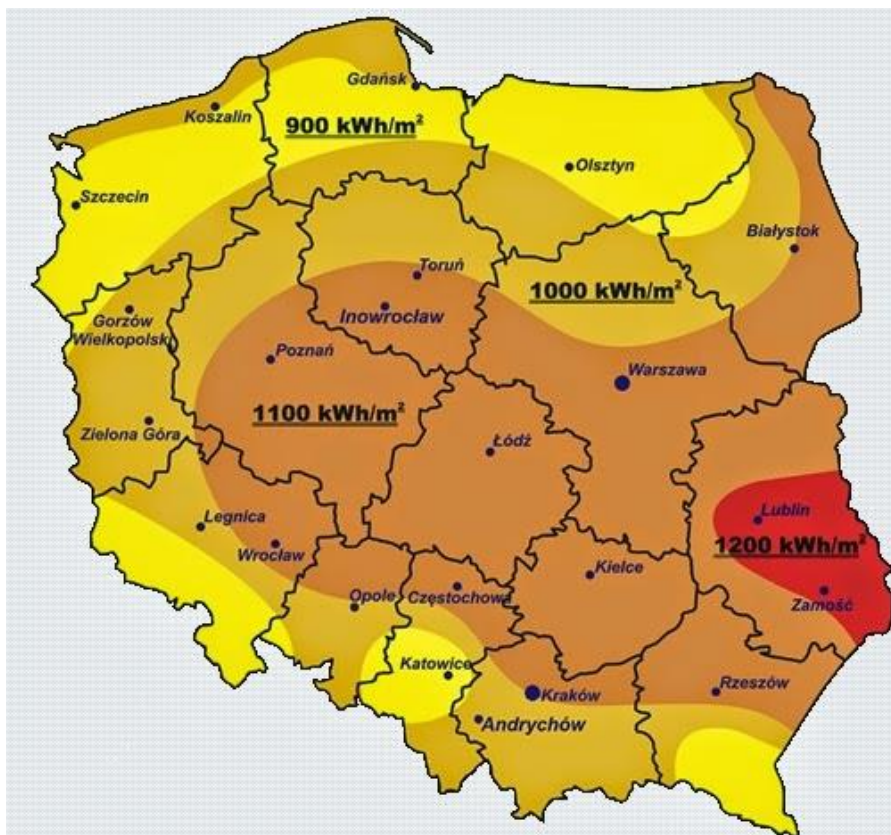 Gdańsk
Koszalin
900 kWh/m²
Olsztyn
Szczecin
Białystok
Toruń
1000 kWh/m²
Inowrocław
Gorzów
Wielkopolski
Poznań
Warszawa
1100 kWh/m²
Zielona Góra
Łódź
Legnica
Lublin
Wrocław
1200 kWh/m²
Kielce
Opole
Częstochowa
Zamość
Katowice
Rzeszów
Kraków
Andrychów